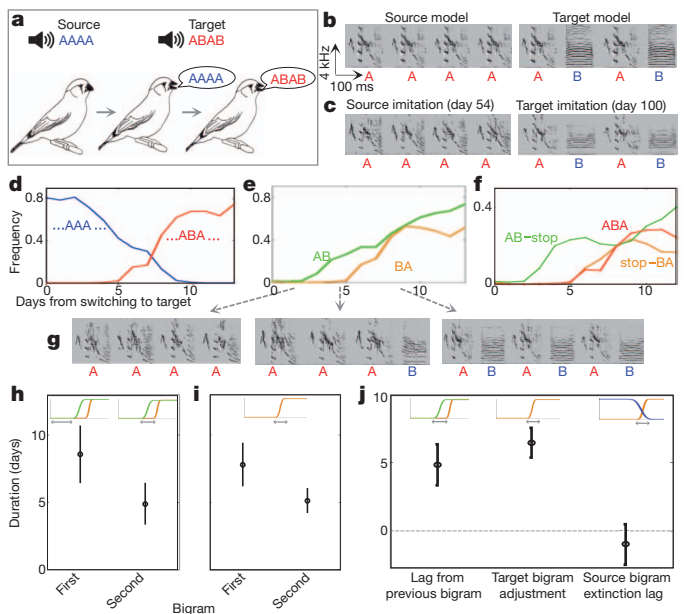 a
Source
Target
AAAA
ABAB
AAAA
ABAB
b
Source model
Target model
4 kHz
100 ms
A A A A
A B A B
c
Source imitation (day 54)
Target imitation (day 100)
A A A A
A B A B
d
Frequency
0.8
0.4
0
...AAA...
...ABA...
0 5 10
Days from switching to target
e
0.8
0.4
0
AB
BA
0 5 10
f
0.4
0
AB–stop
ABA
stop–BA
0 5 10
g
A A A A
A A A B
A B A B A B
h
Duration (days)
10
5
0
First
Second
i
First
Second
Bigram
j
10
5
0
Lag from previous bigram
Target bigram adjustment
Source bigram extinction lag